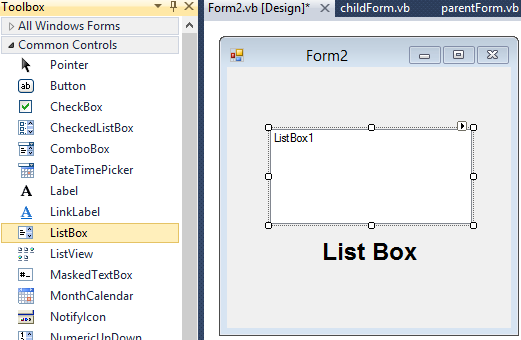 Toolbox
All Windows Forms
Common Controls
Pointer
Button
CheckBox
CheckedListBox
ComboBox
DateTimePicker
Label
LinkLabel
ListBox
ListView
MaskedTextBox
MonthCalendar
NotifyIcon
NumericUpDown
Form2.vb [Design]* childForm.vb parentForm.vb
Form2
ListBox1
List Box